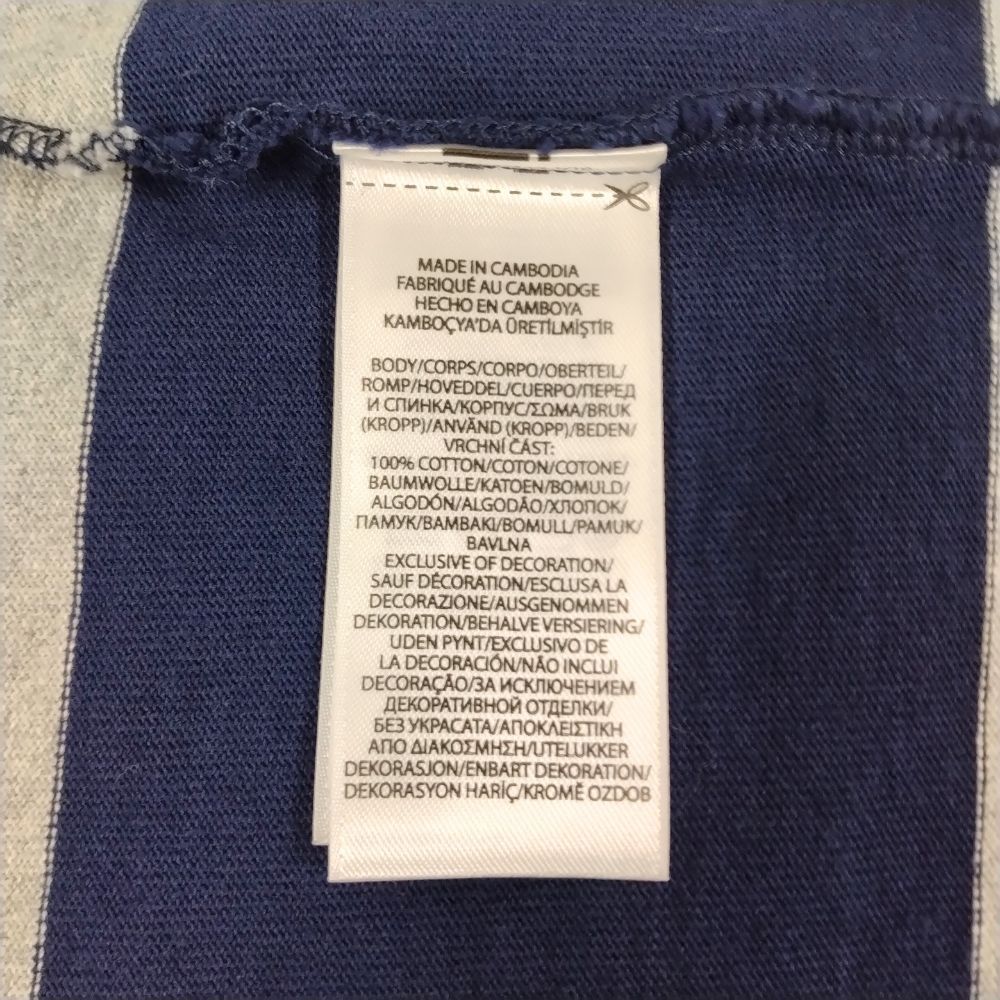 MADE IN CAMBODIA
FABRIQUÉ AU CAMBODGE
HECHO EN CAMBOYA
KAMBOÇYA'DA ÜRETİLMİŞTİR
BODY/CORPS/CORPO/OBERTEIL/
ROMP/HOVEDDEL/CUERPO/ПЕРЕД
И СПИНКА/КОРПУС/ΣΩΜΑ/BRUK
(KROPP)/ANVÄND (KROPP)/BEDEN/
VRCHNÍ ČÁST:
100% COTTON/COTON/COTONE/
BAUMWOLLE/KATOEN/BOMULD/
ALGODÓN/ALGODÃO/ХЛОПОК/
ПАМУК/ΒΑΜΒΑΚΙ/BOMULL/PAMUK/
BAVLNA
EXCLUSIVE OF DECORATION/
SAUF DÉCORATION/ESCLUSA LA
DECORAZIONE/AUSGENOMMEN
DEKORATION/BEHALVE VERSIERING/
UDEN PYNT/EXCLUSIVO DE
LA DECORACIÓN/NÃO INCLUI
DECORAÇÃO/ЗА ИСКЛЮЧЕНИЕМ
ДЕКОРАТИВНОЙ ОТДЕЛКИ/
БЕЗ УКРАСАТА/ΑΠΟΚΛΕΙΣΤΙΚΗ
ΑΠΟ ΔΙΑΚΟΣΜΗΣΗ/UTELUKKER
DEKORASJON/ENBART DEKORATION/
DEKORASYON HARİÇ/KROMĚ OZDOB